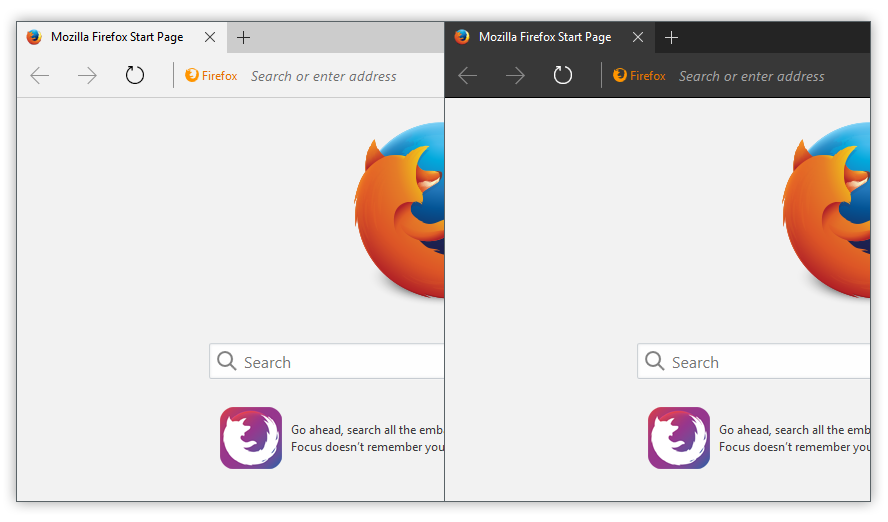 Mozilla Firefox Start Page
Firefox Search or enter address
Search
Go ahead, search all the emb
Focus doesn't remember you
Mozilla Firefox Start Page
Firefox Search or enter address
Search
Go ahead, search all the emb
Focus doesn't remember you